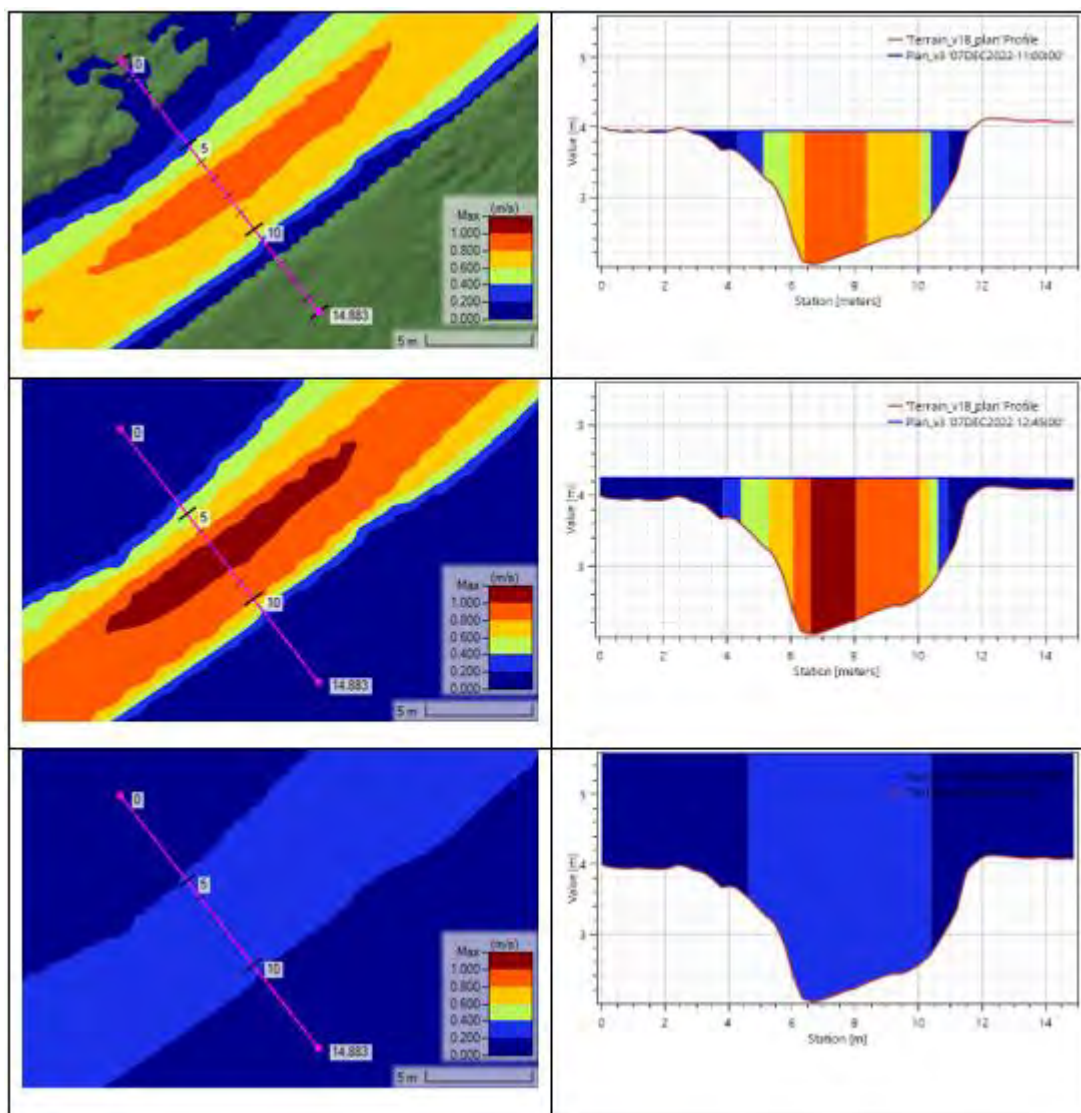 0
5
10
14.883
Max (m/s)
1.000
0.800
0.600
0.400
0.200
0.000
5 m
'Terrain_v18_plan' Profile
Plan_v3 '07DEC2022 11:00:00'
Value [m]
5
4
3
0 2 4 6 8 10 12 14
Station [meters]
0
5
10
14.883
Max (m/s)
1.000
0.800
0.600
0.400
0.200
0.000
5 m
'Terrain_v18_plan' Profile
Plan_v3 '07DEC2022 12:45:00'
Value [m]
5
4
3
0 2 4 6 8 10 12 14
Station [meters]
0
5
10
14.883
Max (m/s)
1.000
0.800
0.600
0.400
0.200
0.000
5 m
Value [m]
5
4
3
0 2 4 6 8 10 12 14
Station [m]